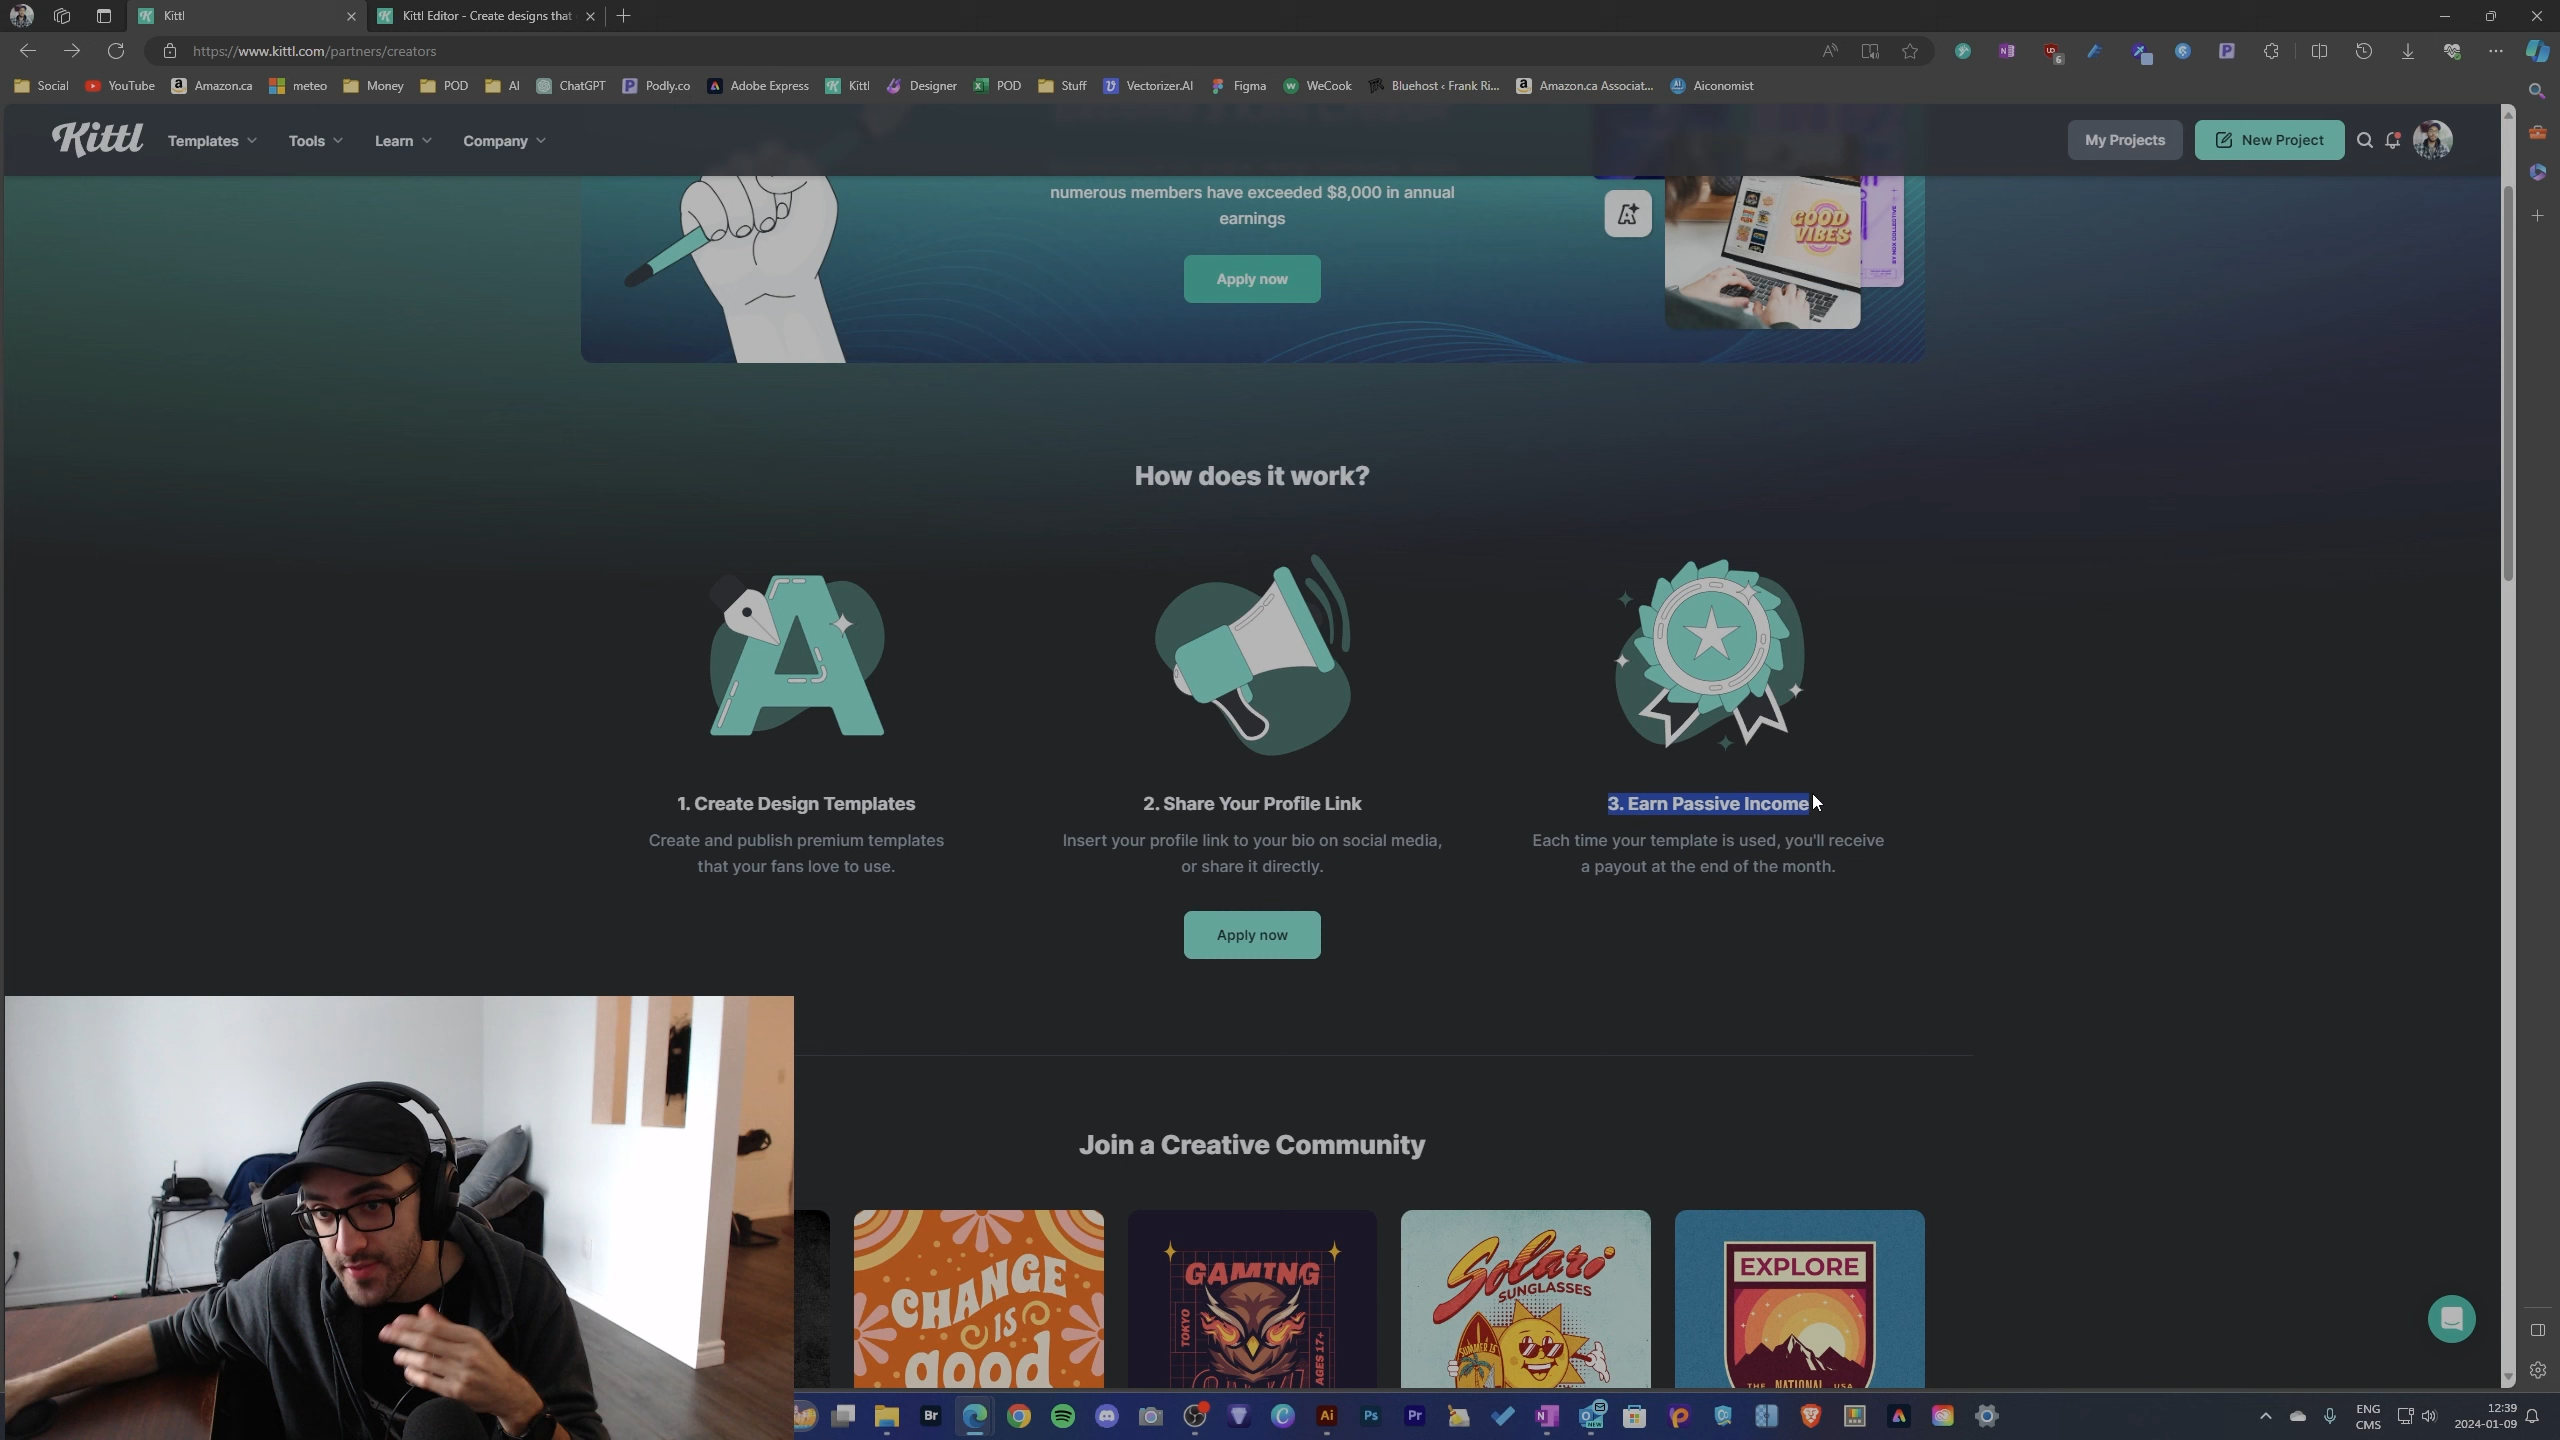 Kittl
Kittl Editor - Create designs that
https://www.kittl.com/partners/creators
Social
YouTube
Amazon.ca
meteo
Money
POD
AI
ChatGPT
Podly.co
Adobe Express
Kittl
Designer
POD
Stuff
Vectorizer.AI
Figma
WeCook
Bluehost ‹ Frank Ri...
Amazon.ca Associat...
Aiconomist
Kittl
Templates
Tools
Learn
Company
My Projects
New Project
numerous members have exceeded $8,000 in annual
earnings
Apply now
GOOD
VIBES
How does it work?
1. Create Design Templates
Create and publish premium templates
that your fans love to use.
2. Share Your Profile Link
Insert your profile link to your bio on social media,
or share it directly.
3. Earn Passive Income
Each time your template is used, you'll receive
a payout at the end of the month.
Apply now
Join a Creative Community
CHANGE
IS
good
GAMING
TOKYO
AGES 17+
Solari
SUNGLASSES
SUMMER IS
EXPLORE
THE NATIONAL USA
ENG
CMS
12:39
2024-01-09